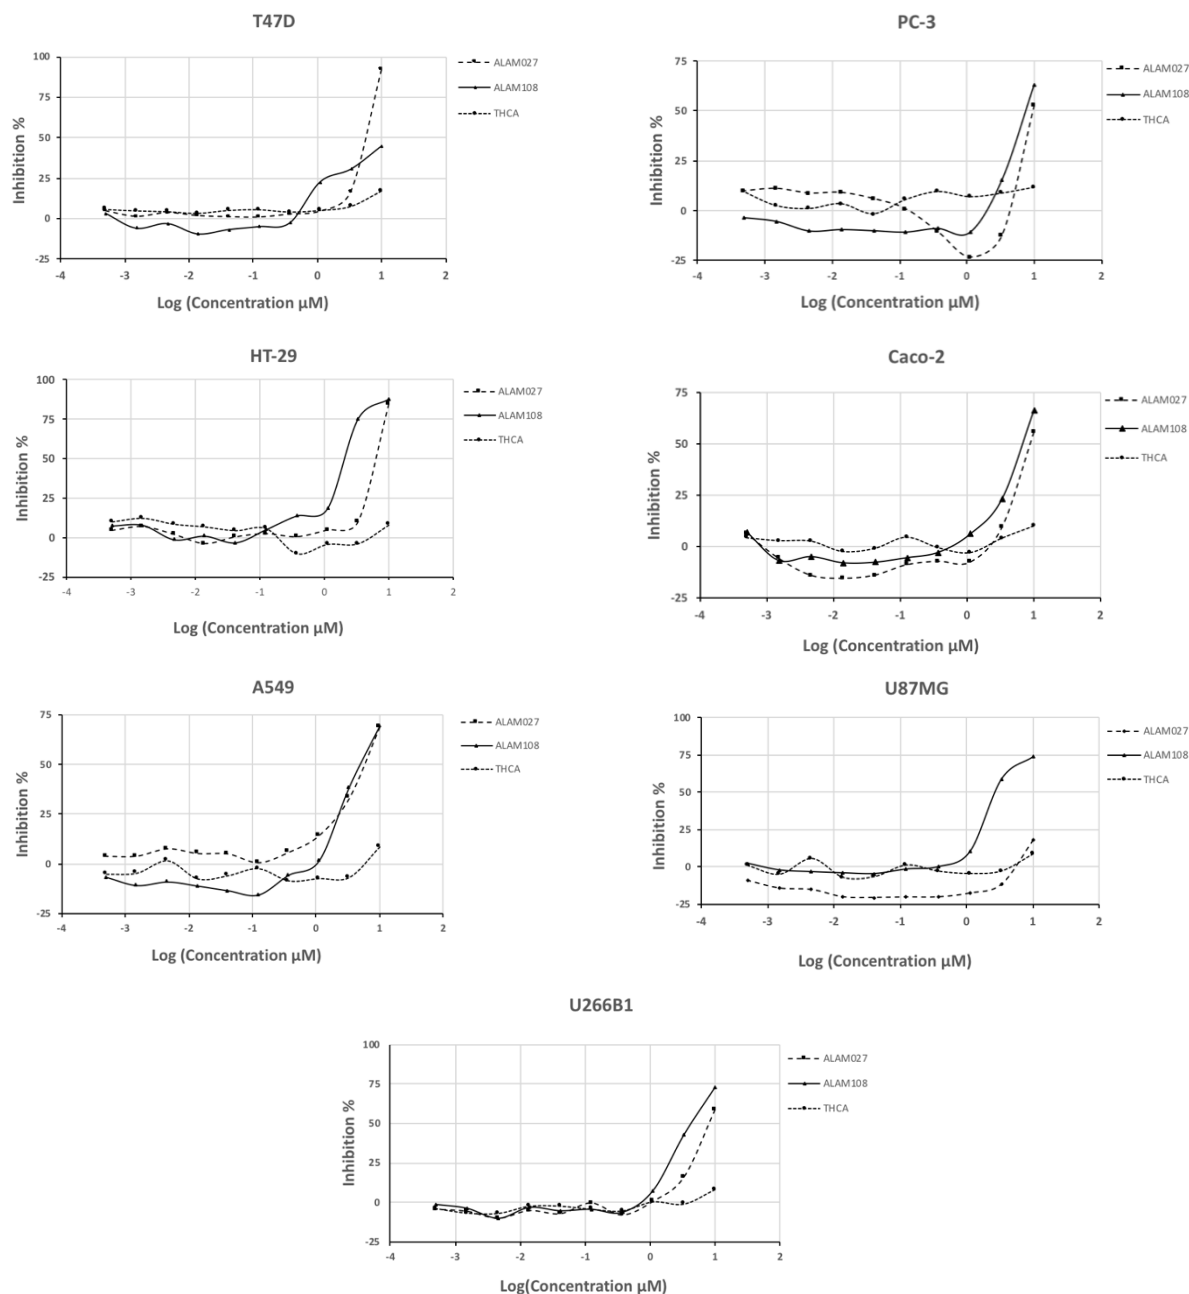 T47D
100
75
50
25
0
-25
-4 -3 -2 -1 0 1 2
Inhibition %
Log (Concentration µM)
ALAM027
ALAM108
THCA
PC-3
75
50
25
0
-25
-4 -3 -2 -1 0 1 2
Inhibition %
Log (Concentration µM)
ALAM027
ALAM108
THCA
HT-29
100
75
50
25
0
-25
-4 -3 -2 -1 0 1 2
Inhibition %
Log (Concentration µM)
ALAM027
ALAM108
THCA
Caco-2
75
50
25
0
-25
-4 -3 -2 -1 0 1 2
Inhibition %
Log (Concentration µM)
ALAM027
ALAM108
THCA
A549
75
50
25
0
-25
-4 -3 -2 -1 0 1 2
Inhibition %
Log (Concentration µM)
ALAM027
ALAM108
THCA
U87MG
100
75
50
25
0
-25
-4 -3 -2 -1 0 1 2
Inhibition %
Log (Concentration µM)
ALAM027
ALAM108
THCA
U266B1
100
75
50
25
0
-25
-4 -3 -2 -1 0 1 2
Inhibition %
Log(Concentration µM)
ALAM027
ALAM108
THCA